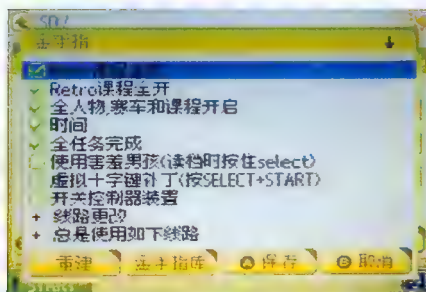 SD:/
金手指
Retro课程全开
全人物,赛车和课程开启
时间
全任务完成
使用害羞男孩(读档时按住select)
虚拟十字键补丁(按SELECT+START)
开关控制器装置
+ 线路更改
+ 总是使用如下线路
金手指库 A 保存 B 取消
START